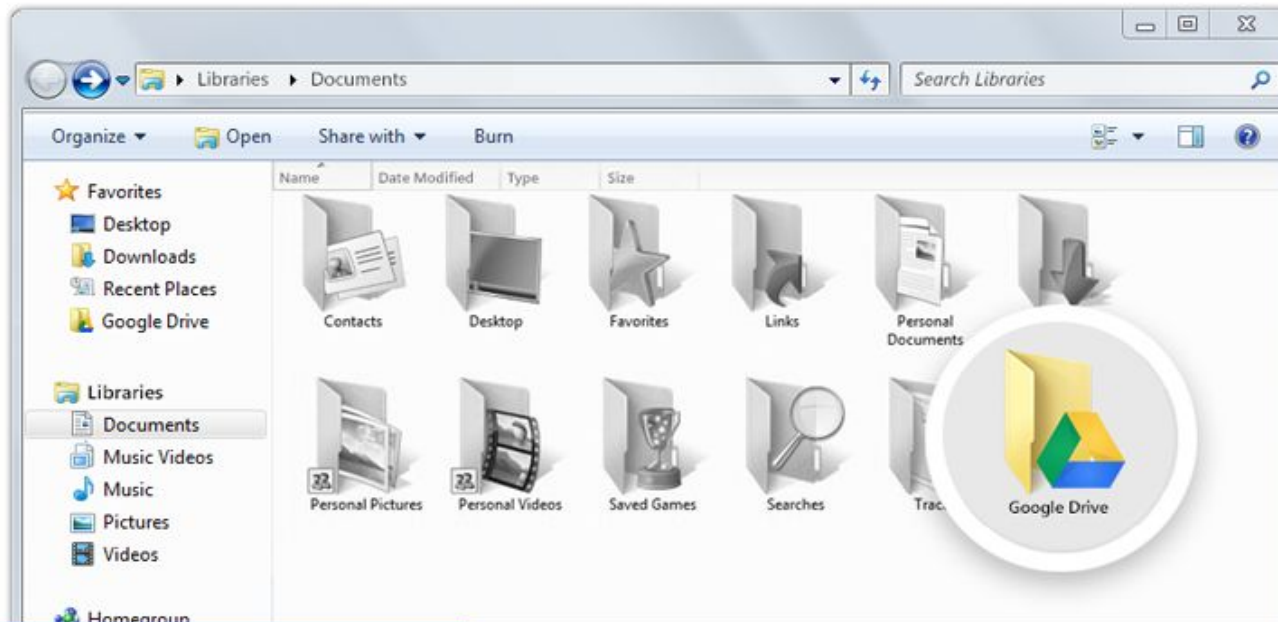 Libraries Documents
Search Libraries
Organize Open Share with Burn
Name Date Modified Type Size
Favorites
Desktop
Downloads
Recent Places
Google Drive
Libraries
Documents
Music Videos
Music
Pictures
Videos
Homegroup
Contacts Desktop Favorites Links Personal
Documents
Personal Pictures Personal Videos Saved Games Searches Trac
Google Drive